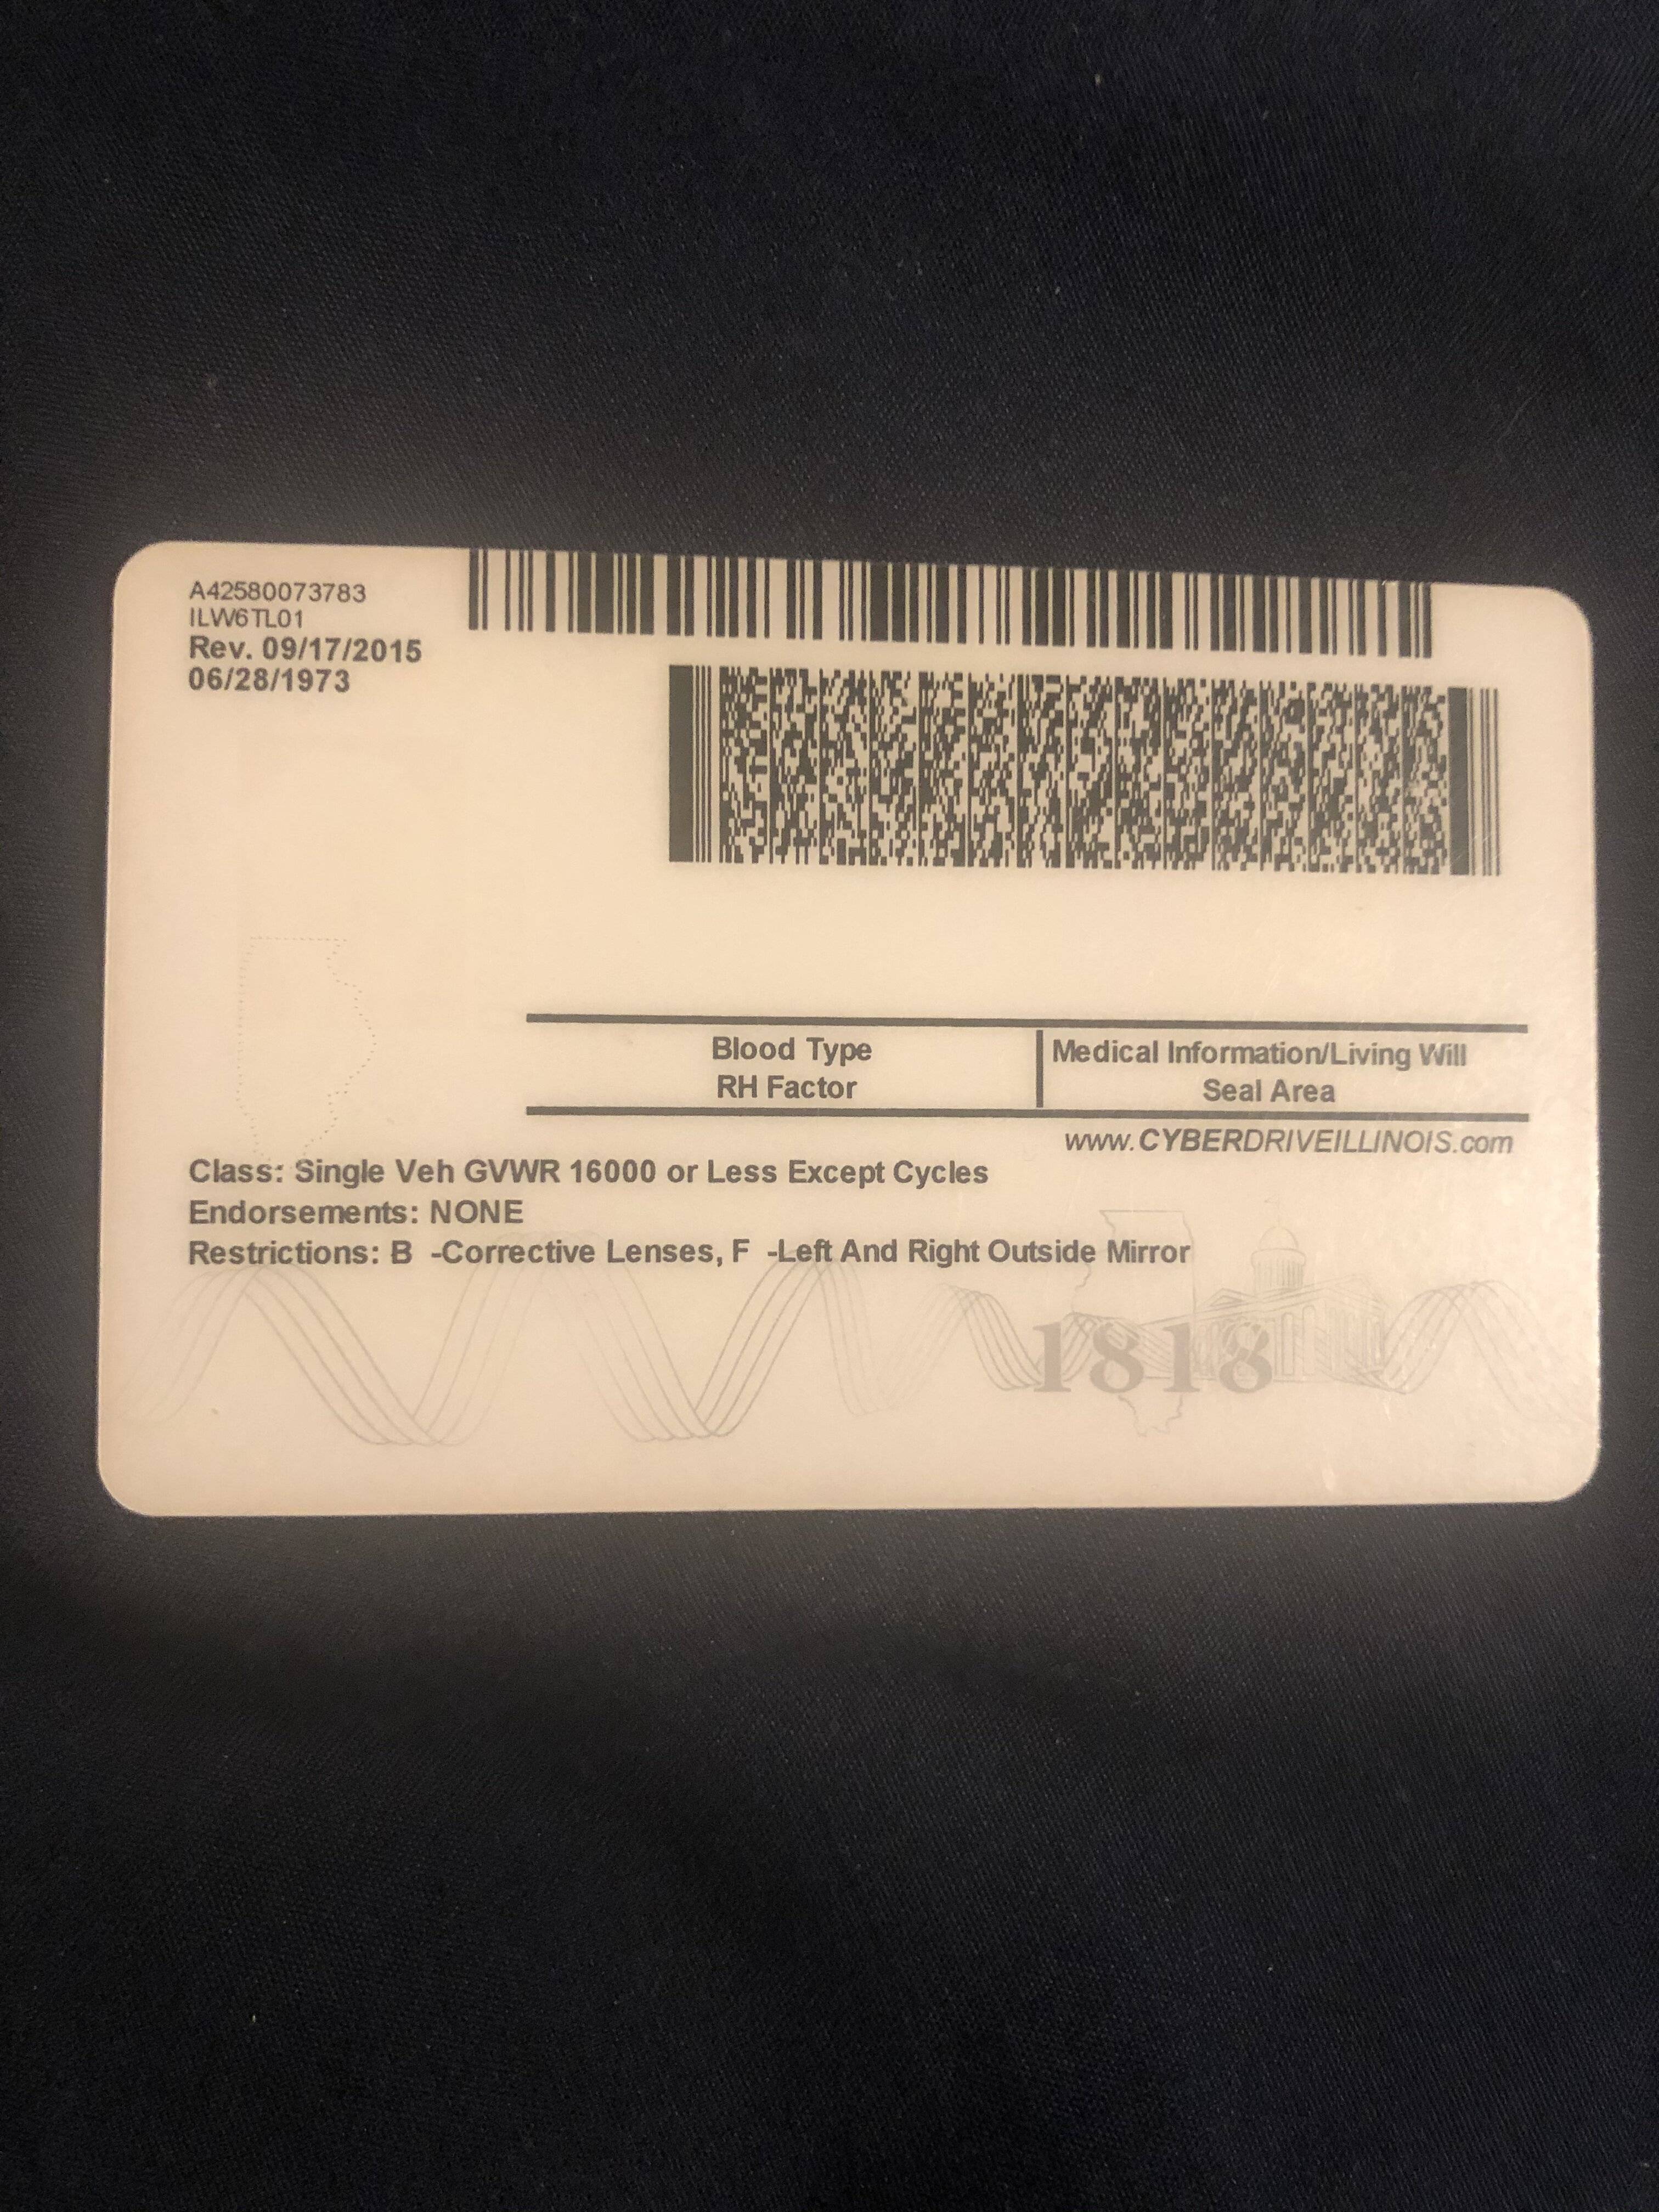 A42580073783
ILW6TL01
Rev. 09/17/2015
06/28/1973
Blood Type
RH Factor
Medical Information/Living Will
Seal Area
www.CYBERDRIVEILLINOIS.com
Class: Single Veh GVWR 16000 or Less Except Cycles
Endorsements: NONE
Restrictions: B -Corrective Lenses, F -Left And Right Outside Mirror
1818